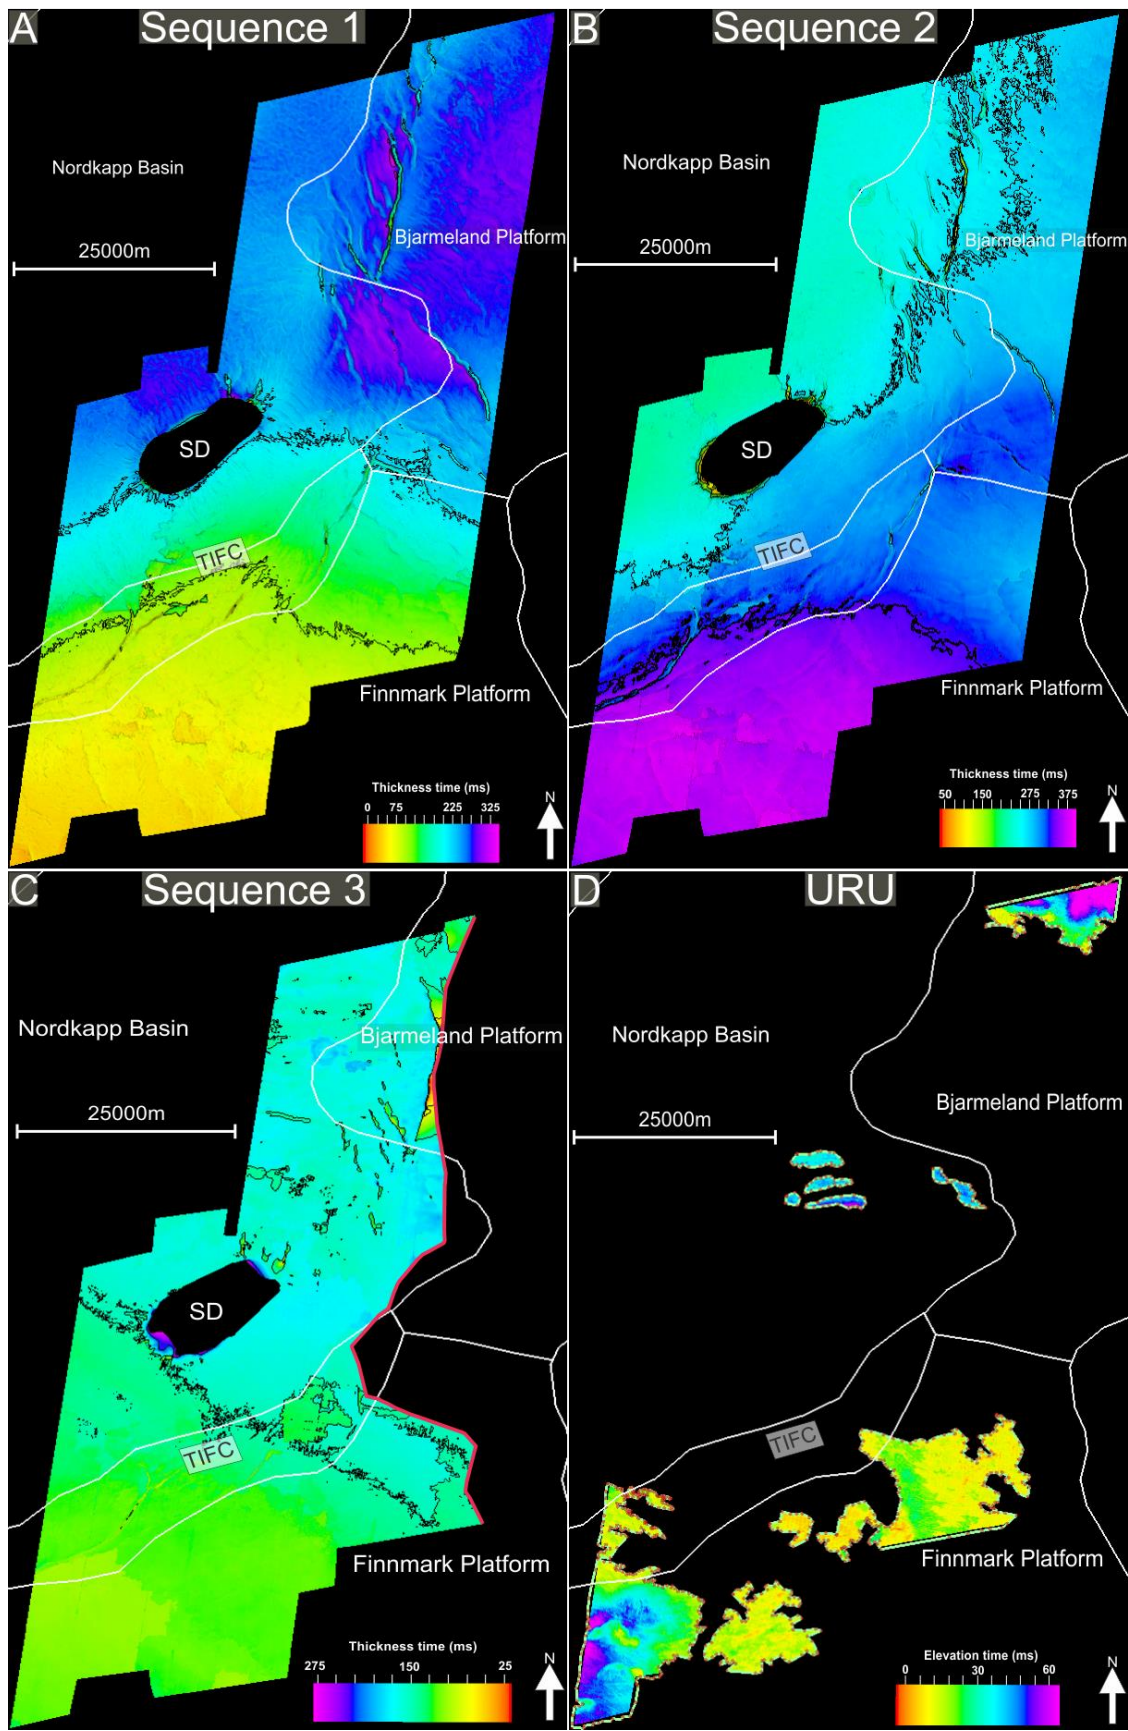 A
Sequence 1
Nordkapp Basin
25000m
Bjarmeland Platform
SD
TIFC
Finnmark Platform
Thickness time (ms)
0 75 225 325
N
B
Sequence 2
Nordkapp Basin
Bjarmeland Platform
25000m
SD
TIFC
Finnmark Platform
Thickness time (ms)
50 150 275 375
N
C
Sequence 3
Nordkapp Basin
Bjarmeland Platform
25000m
SD
TIFC
Finnmark Platform
Thickness time (ms)
275 150 25
N
D
URU
Nordkapp Basin
Bjarmeland Platform
25000m
TIFC
Finnmark Platform
Elevation time (ms)
0 30 60
N